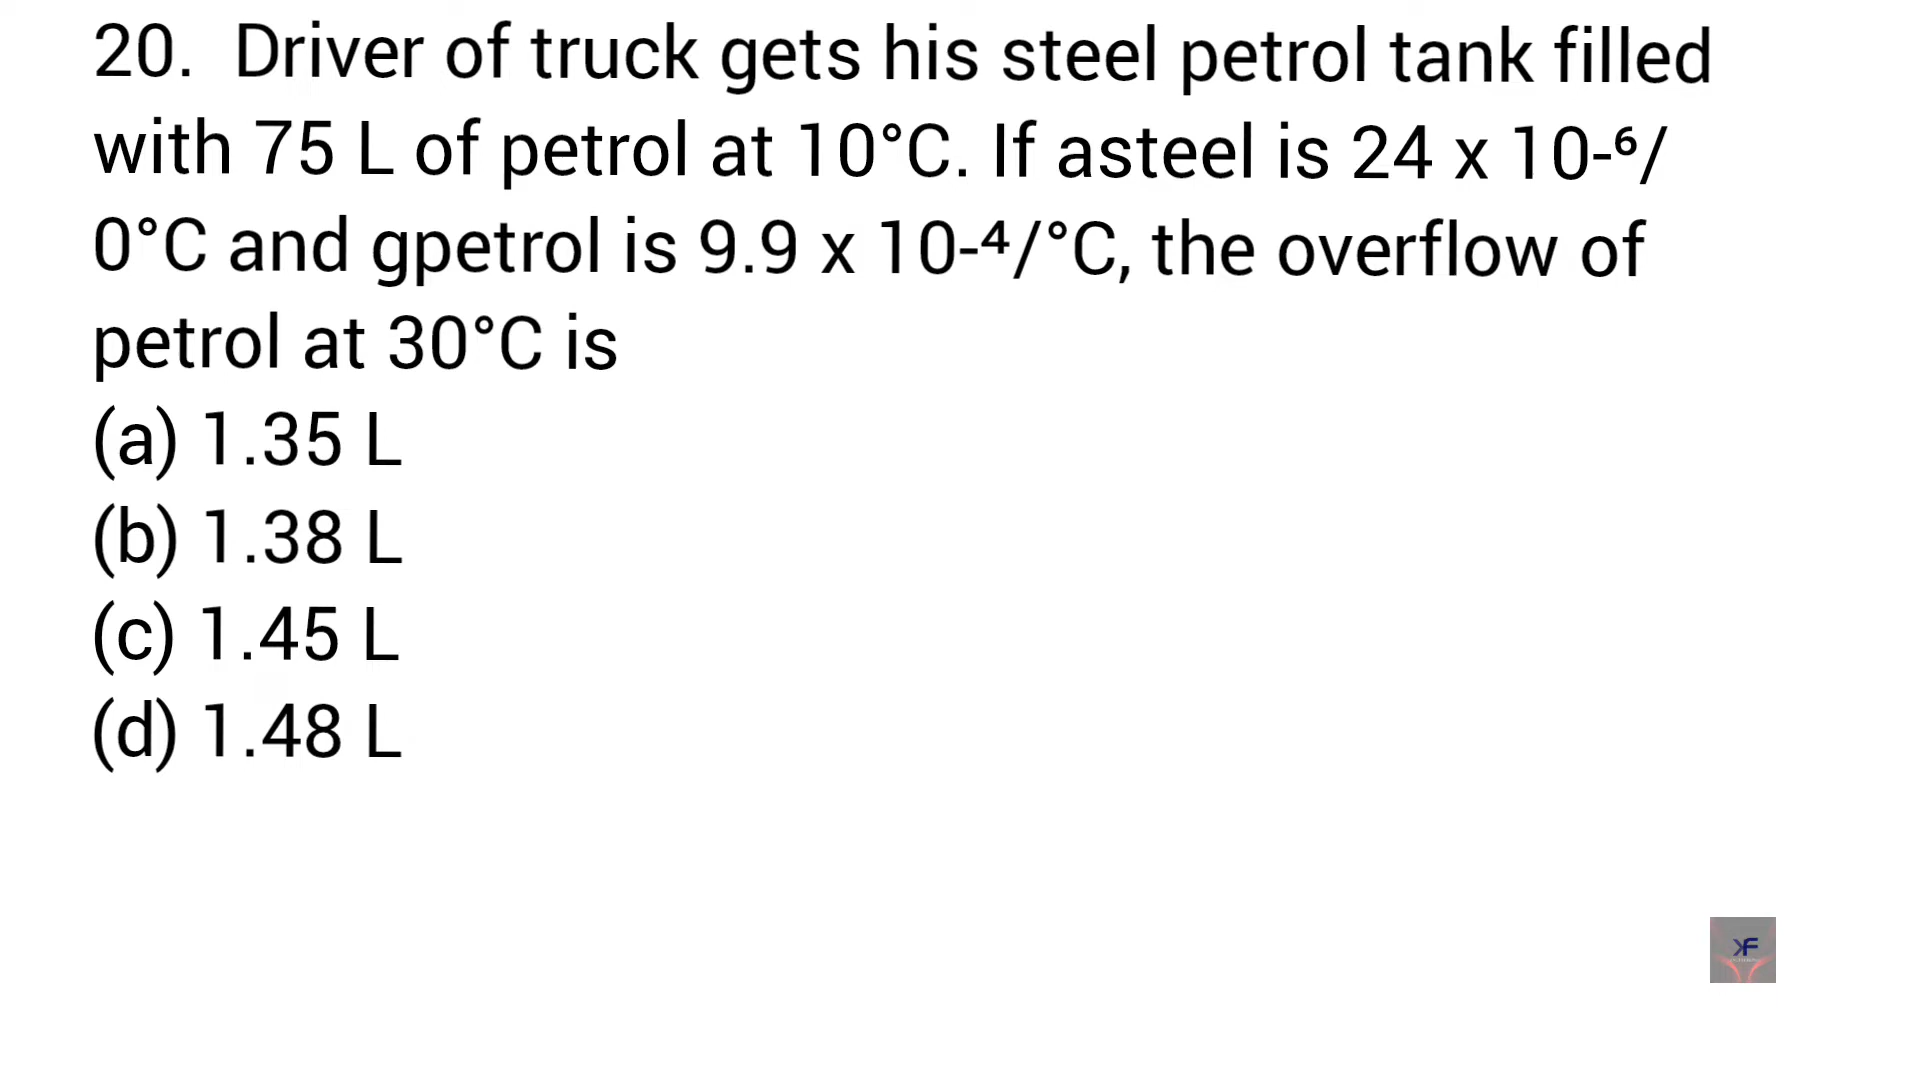 20. Driver of truck gets his steel petrol tank filled
with 75 L of petrol at 10°C. If asteel is 24 x 10-⁶/
0°C and gpetrol is 9.9 x 10-⁴/°C, the overflow of
petrol at 30°C is
(a) 1.35 L
(b) 1.38 L
(c) 1.45 L
(d) 1.48 L
KF